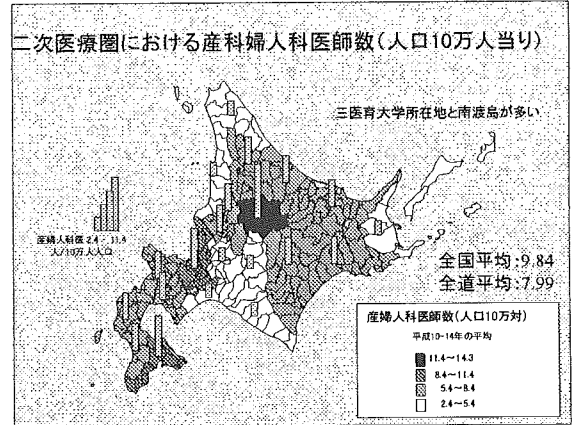 二次医療圏における産科婦人科医師数(人口10万人当り)
三医育大学所在地と南渡島が多い
産婦人科医 2.4 - 11.4
人/10万人人口
全国平均:9.84
全道平均:7.99
産婦人科医師数(人口10万対)
平成10-14年の平均
11.4～14.3
8.4～11.4
5.4～8.4
2.4～5.4